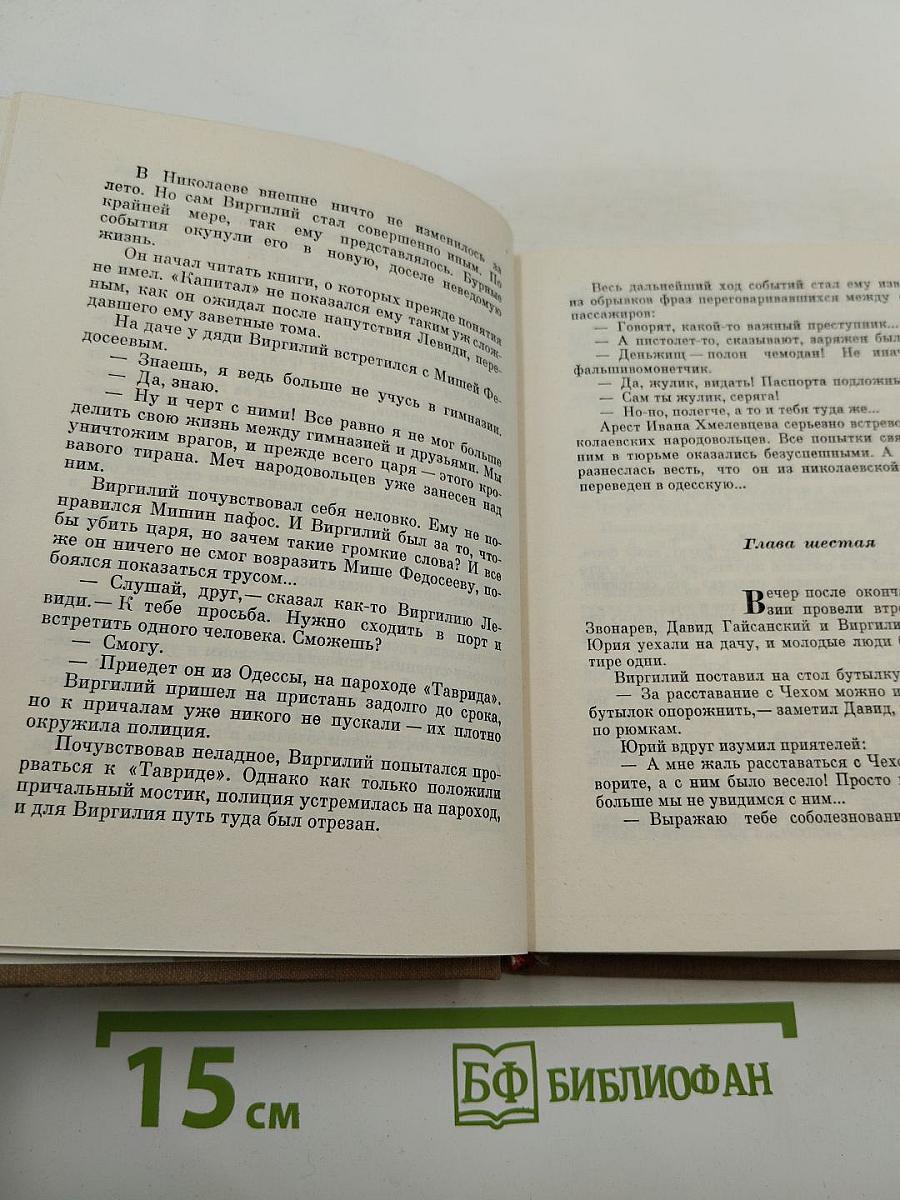 В Николаеве внешне ничто не изменилось за
лето. Но сам Виргилий стал совершенно иным. По
крайней мере, так ему представлялось. Бурные
события окунули его в новую, доселе неведомую
жизнь.
Он начал читать книги, о которых прежде понятия
не имел. «Капитал» не показался ему таким уж слож-
ным, как он ожидал после напутствия Левиди, пере-
давшего ему заветные тома.
На даче у дяди Виргилий встретился с Мишей Фе-
досеевым.
— Знаешь, я ведь больше не учусь в гимназии.
— Да, знаю.
— Ну и черт с ними! Все равно я не мог больше
делить свою жизнь между гимназией и друзьями. Мы
уничтожим врагов, и прежде всего царя — этого кро-
вавого тирана. Меч народовольцев уже занесен над
ним.
Виргилий почувствовал себя неловко. Ему не по-
нравился Мишин пафос. И Виргилий был за то, что-
бы убить царя, но зачем такие громкие слова? И все
же он ничего не смог возразить Мише Федосееву, по-
боялся показаться трусом...
— Слушай, друг,— сказал как-то Виргилию Ле-
види.— К тебе просьба. Нужно сходить в порт и
встретить одного человека. Сможешь?
— Смогу.
— Приедет он из Одессы, на пароходе «Таврида».
Виргилий пришел на пристань задолго до срока,
но к причалам уже никого не пускали — их плотно
окружила полиция.
Почувствовав неладное, Виргилий попытался про-
рваться к «Тавриде». Однако как только положили
причальный мостик, полиция устремилась на пароход,
и для Виргилия путь туда был отрезан.
Весь дальнейший ход событий стал ему изв
из обрывков фраз переговаривавшихся между
пассажиров:
— Говорят, какой-то важный преступник...
— А пистолет-то, сказывают, заряжен был
— Деньжищ — полон чемодан! Не инач
фальшивомонетчик.
— Да, жулик, видать! Паспорта подложны
— Сам ты жулик, серяга!
— Но-но, полегче, а то и тебя туда же...
Арест Ивана Хмелевцева серьезно встрево
колаевских народовольцев. Все попытки свя
ним в тюрьме оказались безуспешными. А
разнеслась весть, что он из николаевской
переведен в одесскую...
Глава шестая
Вечер после оконча
зии провели втро
Звонарев, Давид Гайсанский и Виргили
Юрия уехали на дачу, и молодые люди б
тире одни.
Виргилий поставил на стол бутылку
— За расставание с Чехом можно и
бутылок опорожнить,— заметил Давид,
по рюмкам.
Юрий вдруг изумил приятелей:
— А мне жаль расставаться с Чехо
ворите, а с ним было весело! Просто н
больше мы не увидимся с ним...
— Выражаю тебе соболезновани
15 см
БФ БИБЛИОФАН